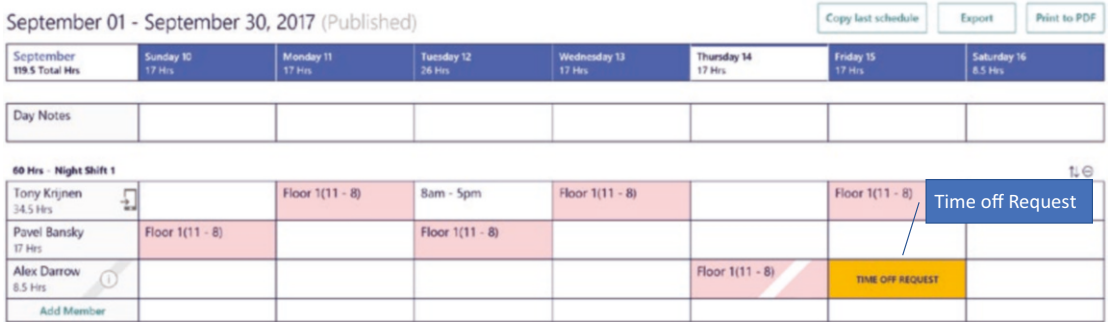 September 01 - September 30, 2017 (Published)
Copy last schedule
Export
Print to PDF
September
119.5 Total Hrs
Sunday 10
17 Hrs
Monday 11
17 Hrs
Tuesday 12
26 Hrs
Wednesday 13
17 Hrs
Thursday 14
17 Hrs
Friday 15
17 Hrs
Saturday 16
8.5 Hrs
Day Notes
60 Hrs - Night Shift 1
Tony Krijnen
34.5 Hrs
Floor 1(11 - 8)
8am - 5pm
Floor 1(11 - 8)
Floor 1(11 - 8)
Time off Request
Pavel Bansky
17 Hrs
Floor 1(11 - 8)
Floor 1(11 - 8)
Alex Darrow
8.5 Hrs
Floor 1(11 - 8)
TIME OFF REQUEST
Add Member